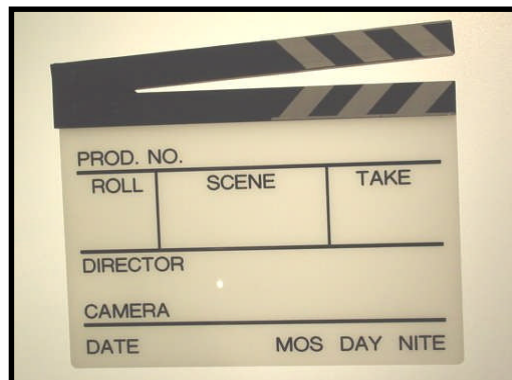 PROD. NO.
ROLL SCENE TAKE
DIRECTOR
CAMERA
DATE MOS DAY NITE